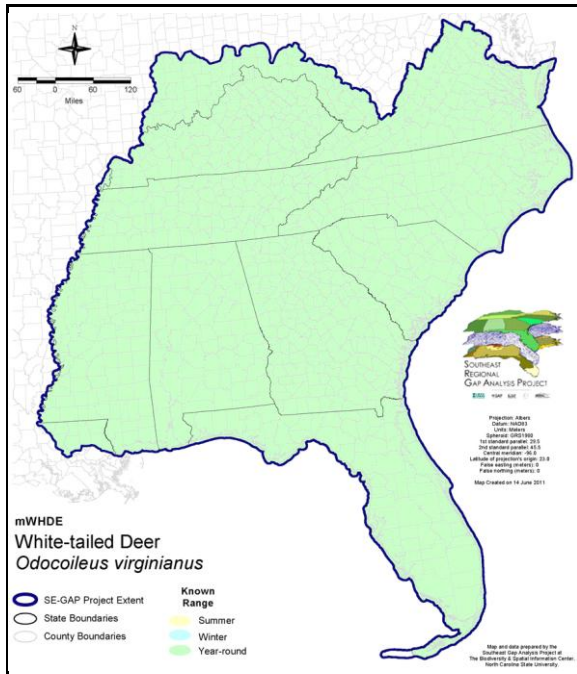 N
60 0 60 120
Miles
SOUTHEAST
REGIONAL
GAP ANALYSIS PROJECT
Projection: Albers
Datum: NAD83
Units: Meters
Spheroid: GRS1980
1st standard parallel: 29.5
2nd standard parallel: 45.5
Central meridian: -96.0
Latitude of projection's origin: 23.0
False easting (meters): 0
False northing (meters): 0
Map Created on 14 June 2011
mWHDE
White-tailed Deer
Odocoileus virginianus
SE-GAP Project Extent
State Boundaries
County Boundaries
Known
Range
Summer
Winter
Year-round
Map and data prepared by the
Southeast Gap Analysis Project at
The Biodiversity & Spatial Information Center,
North Carolina State University.